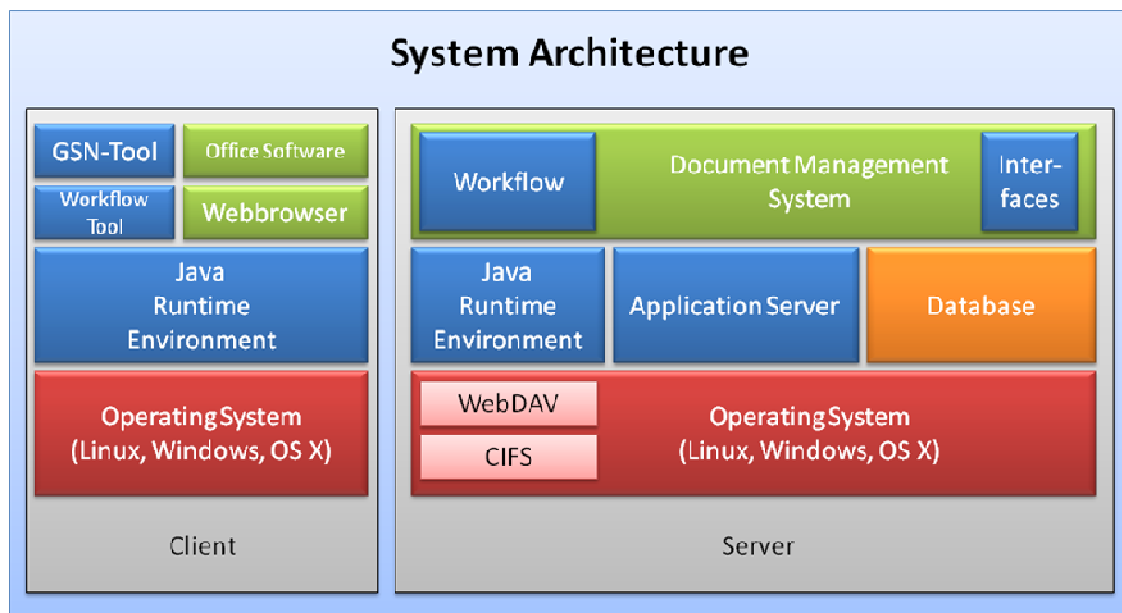 System Architecture
GSN-Tool
Office Software
Workflow
Tool
Webbrowser
Java
Runtime
Environment
Operating System
(Linux, Windows, OS X)
Client
Workflow
Document Management
System
Inter-
faces
Java
Runtime
Environment
Application Server
Database
WebDAV
CIFS
Operating System
(Linux, Windows, OS X)
Server